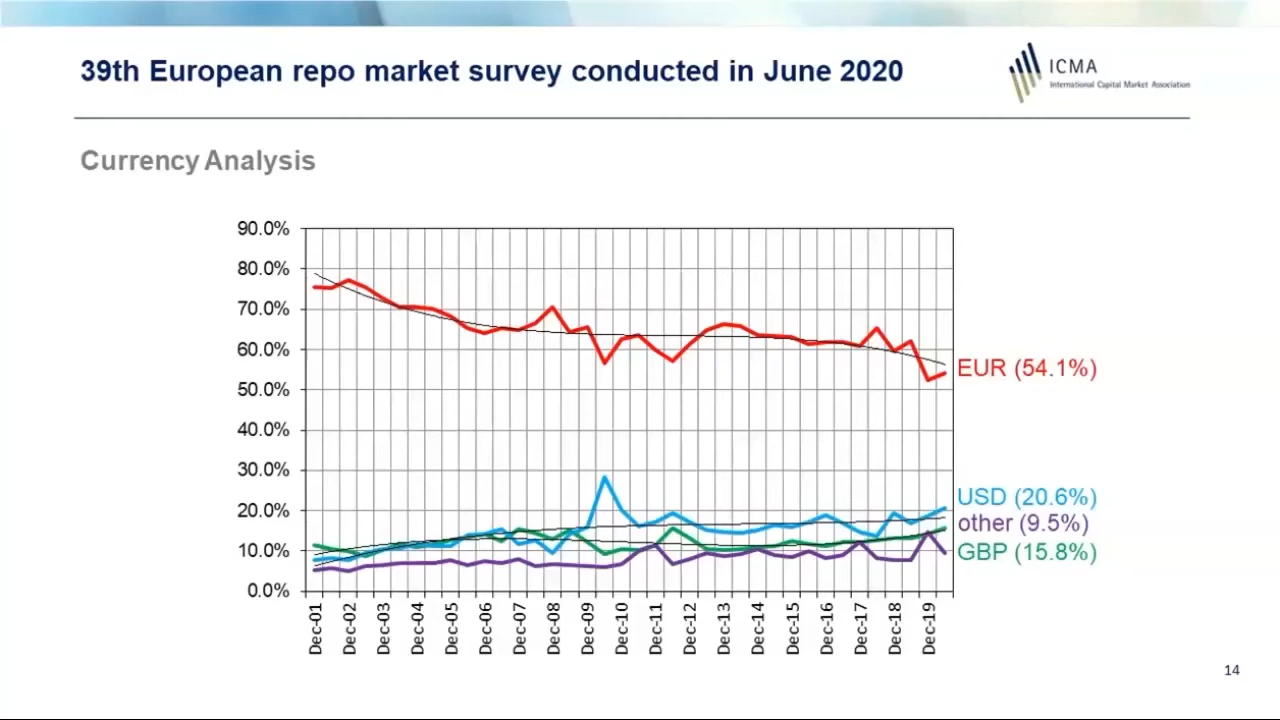 39th European repo market survey conducted in June 2020
ICMA
International Capital Market Association
Currency Analysis
90.0%
80.0%
70.0%
60.0%
50.0%
40.0%
30.0%
20.0%
10.0%
0.0%
EUR (54.1%)
USD (20.6%)
other (9.5%)
GBP (15.8%)
Dec-01
Dec-02
Dec-03
Dec-04
Dec-05
Dec-06
Dec-07
Dec-08
Dec-09
Dec-10
Dec-11
Dec-12
Dec-13
Dec-14
Dec-15
Dec-16
Dec-17
Dec-18
Dec-19
14